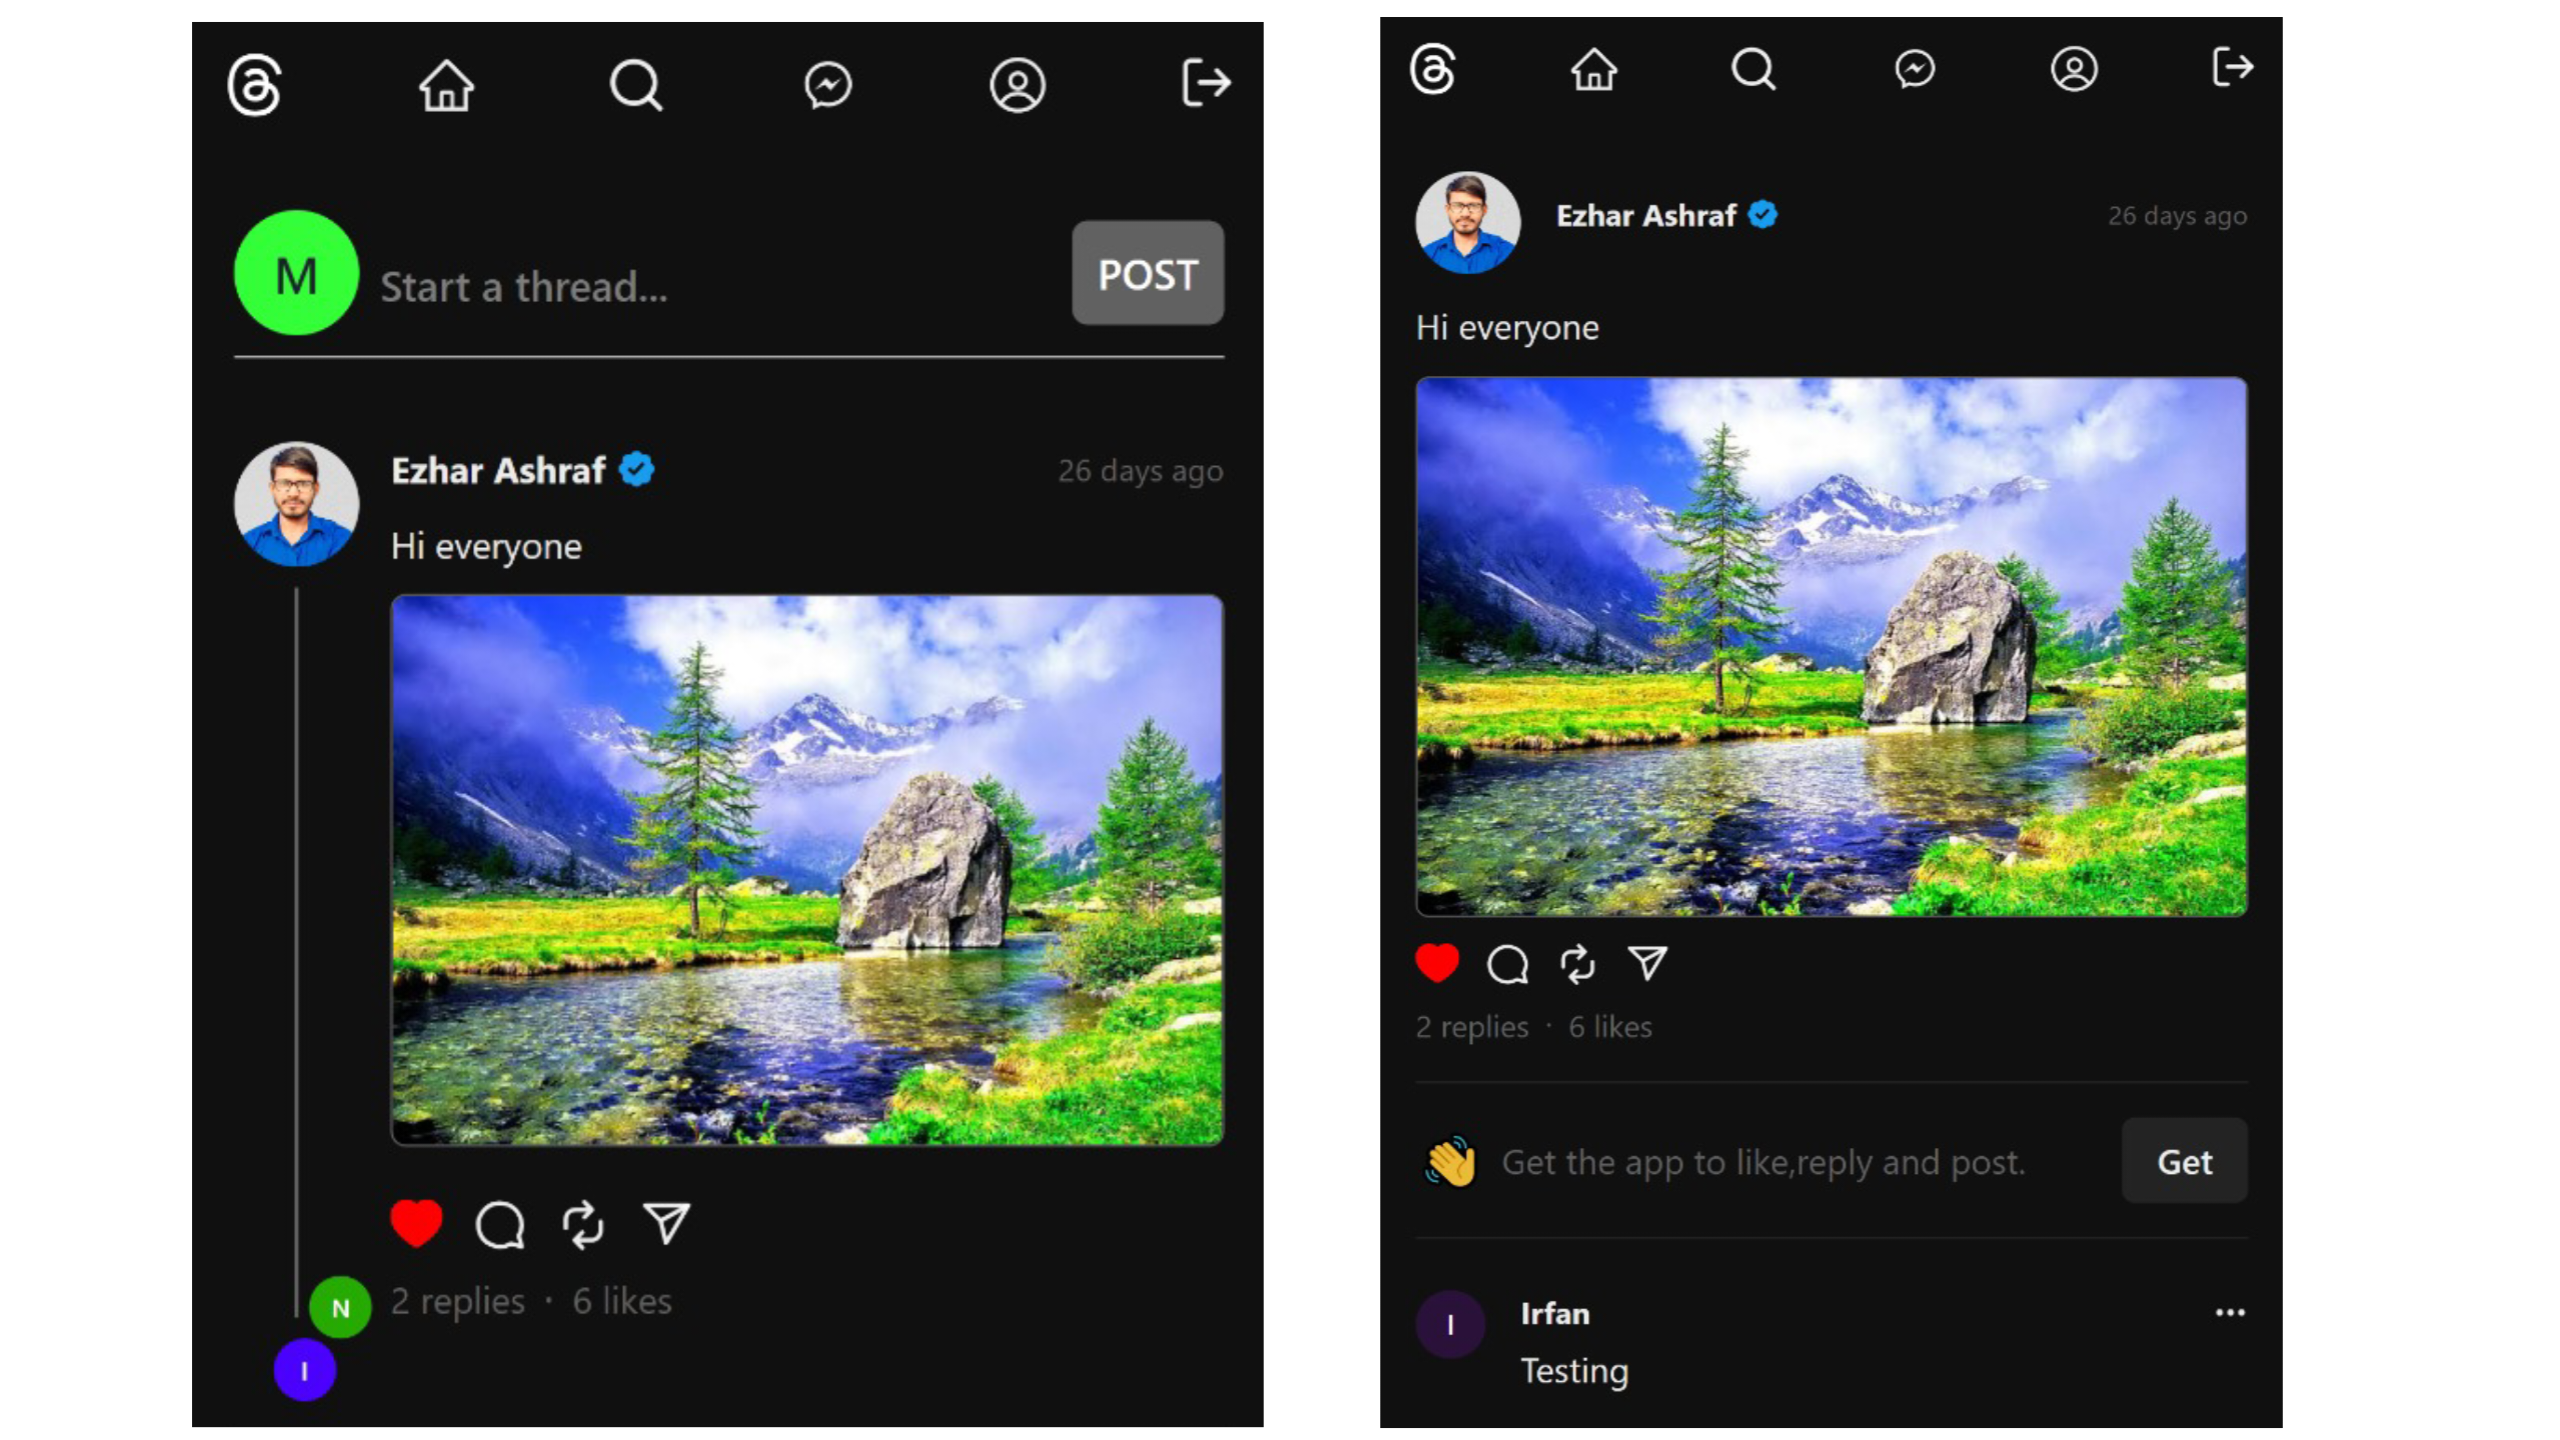 M
Start a thread...
POST
Ezhar Ashraf
26 days ago
Hi everyone
N
2 replies · 6 likes
I
Ezhar Ashraf
26 days ago
Hi everyone
2 replies · 6 likes
Get the app to like,reply and post.
Get
I
Irfan
Testing